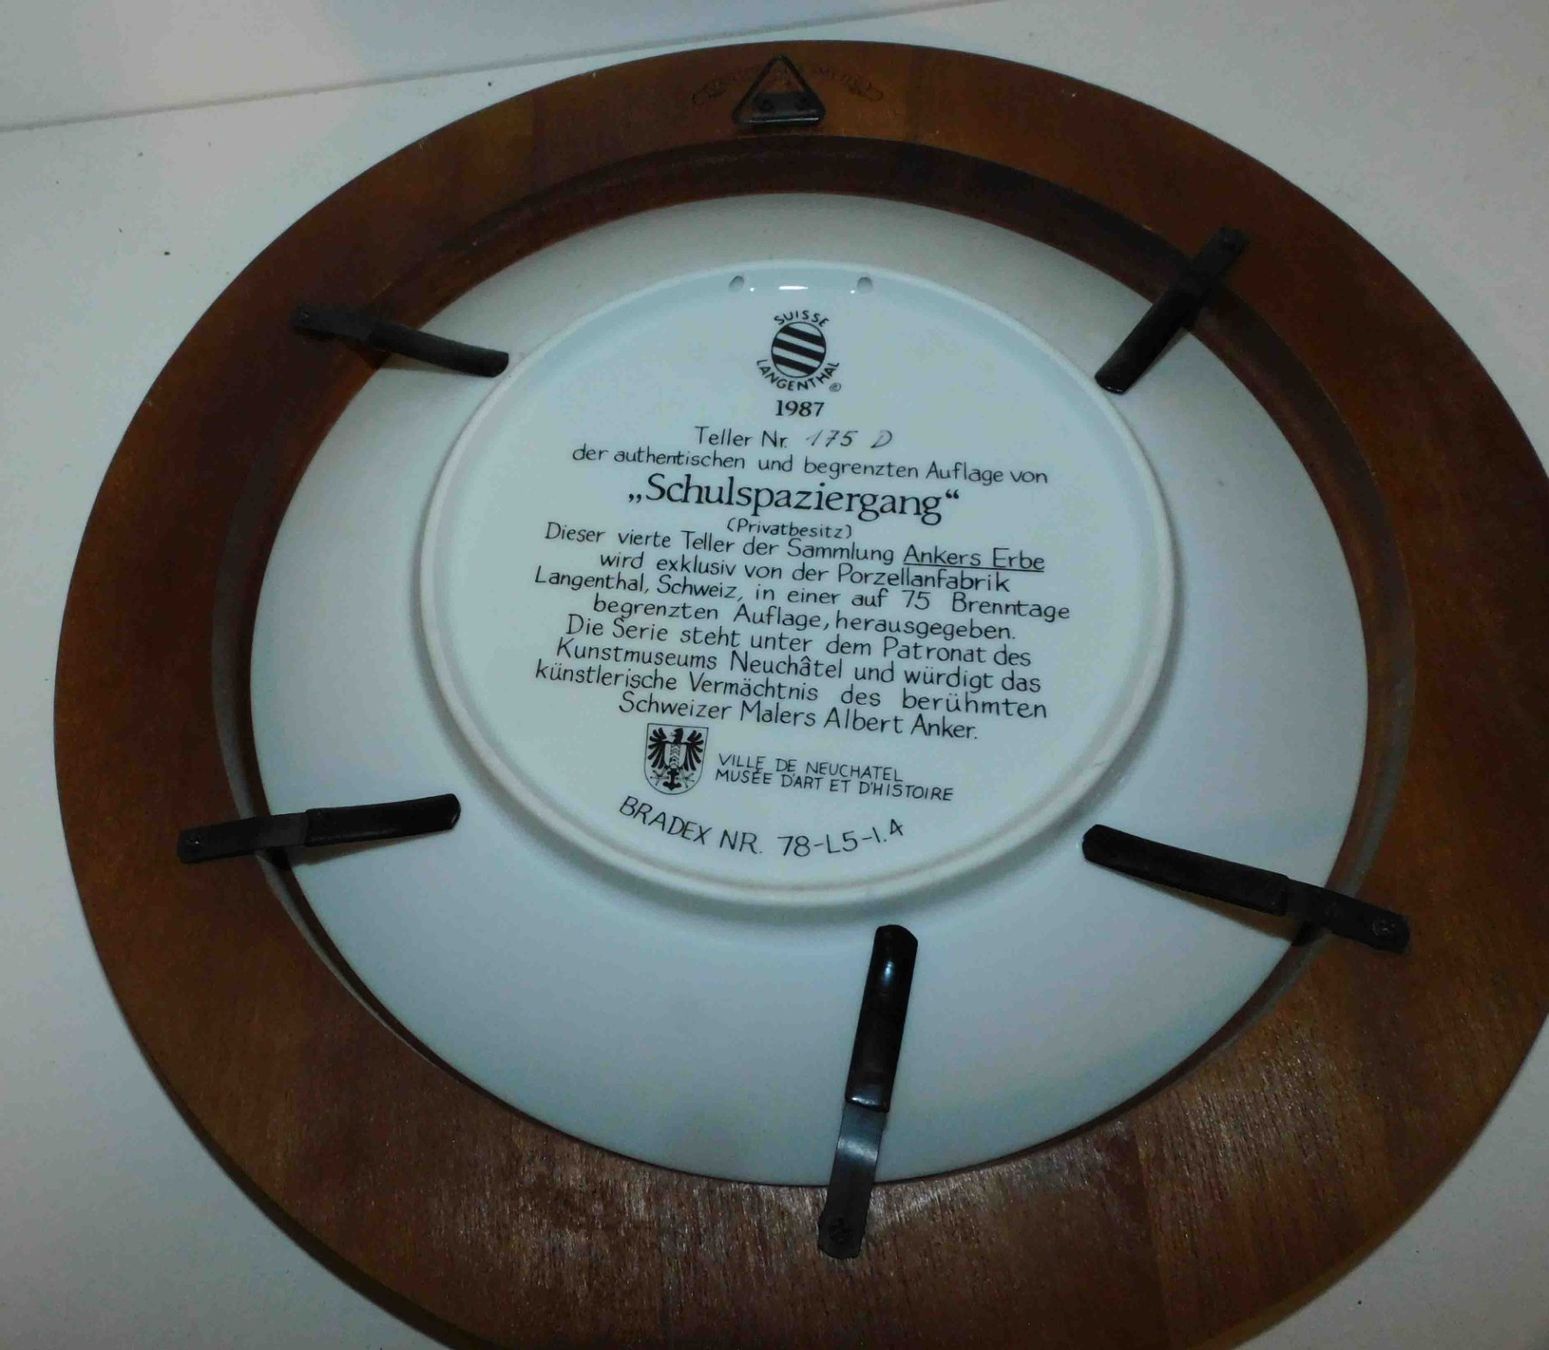 SUISSE
LANGENTHAL ®
1987
Teller Nr. 175 D
der authentischen und begrenzten Auflage von
„Schulspaziergang“
(Privatbesitz)
Dieser vierte Teller der Sammlung Ankers Erbe
wird exklusiv von der Porzellanfabrik
Langenthal, Schweiz, in einer auf 75 Brenntage
begrenzten Auflage, herausgegeben.
Die Serie steht unter dem Patronat des
Kunstmuseums Neuchâtel und würdigt das
künstlerische Vermächtnis des berühmten
Schweizer Malers Albert Anker.
VILLE DE NEUCHATEL
MUSÉE D'ART ET D'HISTOIRE
BRADEX NR. 78-L5-1.4